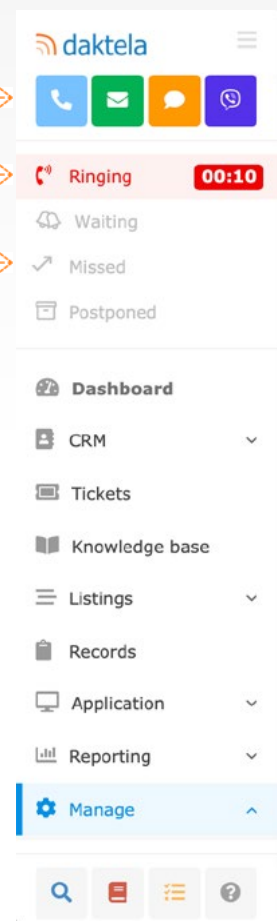 daktela
Ringing 00:10
Waiting
Missed
Postponed
Dashboard
CRM
Tickets
Knowledge base
Listings
Records
Application
Reporting
Manage